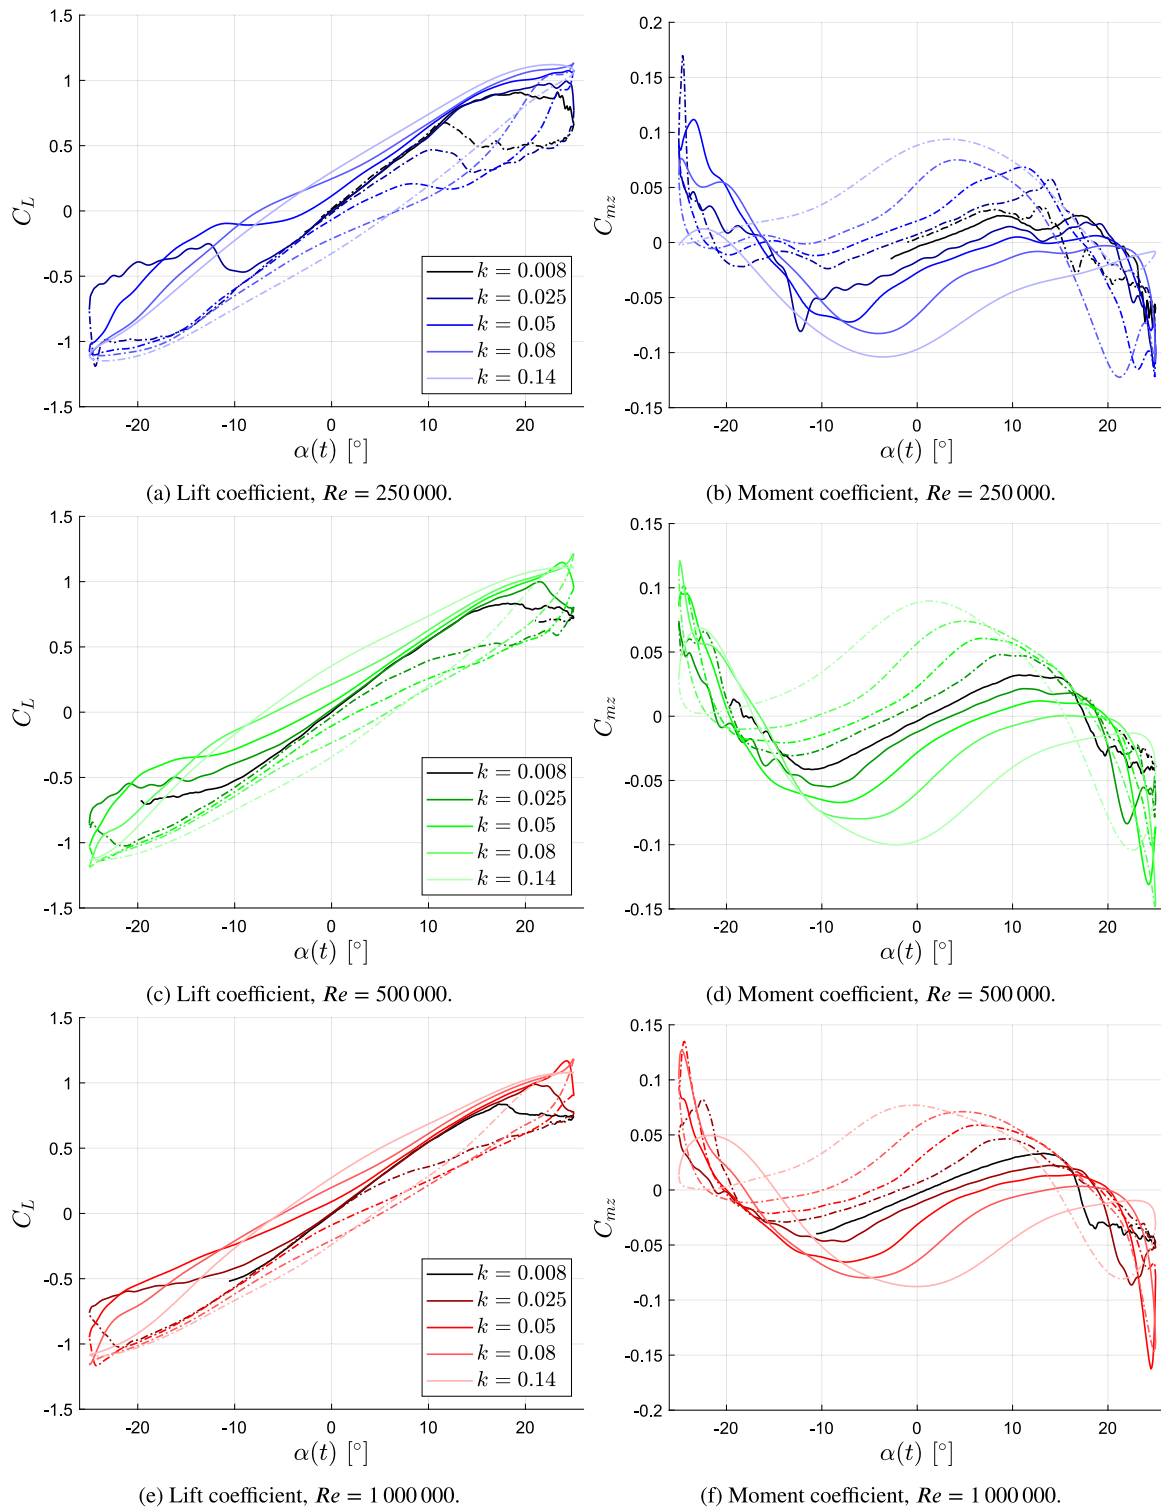 1.5
1
0.5
0
-0.5
-1
-1.5
C_L
-20 -10 0 10 20
α(t) [°]
k = 0.008
k = 0.025
k = 0.05
k = 0.08
k = 0.14
0.2
0.15
0.1
0.05
0
-0.05
-0.1
-0.15
C_{mz}
-20 -10 0 10 20
α(t) [°]
(a) Lift coefficient, Re = 250 000.
(b) Moment coefficient, Re = 250 000.
1.5
1
0.5
0
-0.5
-1
-1.5
C_L
-20 -10 0 10 20
α(t) [°]
k = 0.008
k = 0.025
k = 0.05
k = 0.08
k = 0.14
0.15
0.1
0.05
0
-0.05
-0.1
-0.15
C_{mz}
-20 -10 0 10 20
α(t) [°]
(c) Lift coefficient, Re = 500 000.
(d) Moment coefficient, Re = 500 000.
1.5
1
0.5
0
-0.5
-1
-1.5
C_L
-20 -10 0 10 20
α(t) [°]
k = 0.008
k = 0.025
k = 0.05
k = 0.08
k = 0.14
0.15
0.1
0.05
0
-0.05
-0.1
-0.15
-0.2
C_{mz}
-20 -10 0 10 20
α(t) [°]
(e) Lift coefficient, Re = 1 000 000.
(f) Moment coefficient, Re = 1 000 000.